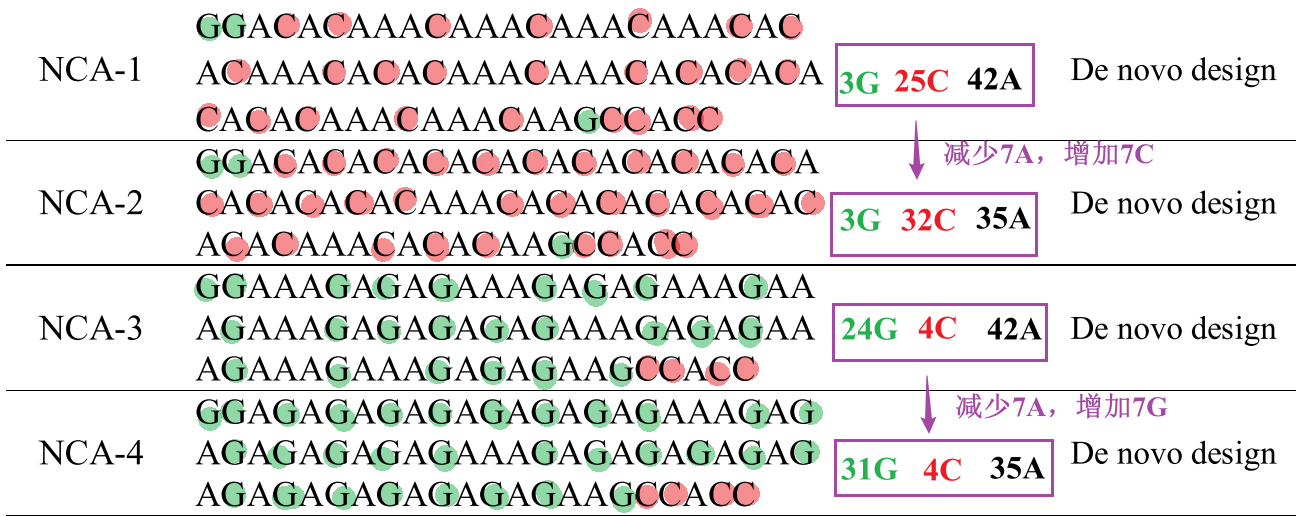 GGACACAAACAAACAAACAAACAC
NCA-1 ACAAACACACAAACAAACACACACA 3G 25C 42A De novo design
CACACAAACAAACAAGCCACC
减少7A，增加7C
GGACACACACACACACACACACACA
NCA-2 CACACACACAAACACACACACACAC 3G 32C 35A De novo design
ACACAAACACACAAGCCACC
GGAAAGAGAGAAAGAGAGAAAGAA
NCA-3 AGAAAGAGAGAGAGAAAGAGAGAA 24G 4C 42A De novo design
AGAAAGAAAGAGAGAAGCCACC
减少7A，增加7G
GGAGAGAGAGAGAGAGAGAAAGAG
NCA-4 AGAGAGAGAGAAAGAGAGAGAGAG 31G 4C 35A De novo design
AGAGAGAGAGAGAGAAGCCACC